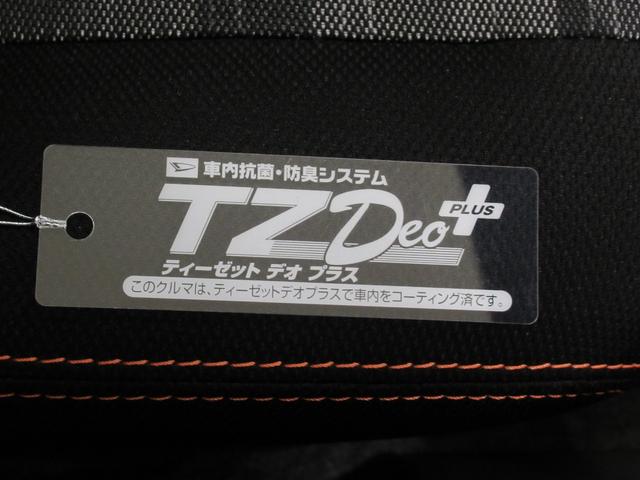 車内抗菌・防臭システム
TZ Deo PLUS
ティーゼット デオ プラス
このクルマは、ティーゼットデオプラスで車内をコーティング済です。